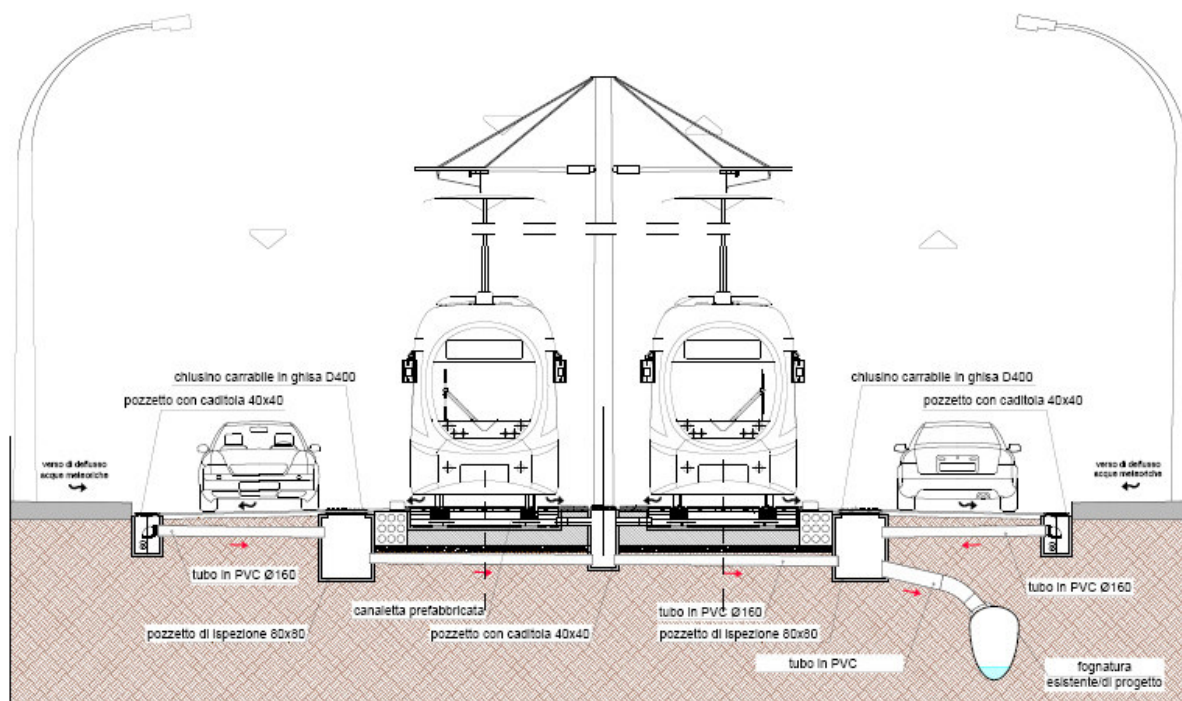 chiusino carrabile in ghisa D400
pozzetto con caditoia 40x40
chiusino carrabile in ghisa D400
pozzetto con caditoia 40x40
verso di deflusso
acque meteoriche
verso di deflusso
acque meteoriche
60
60
tubo in PVC Ø160
tubo in PVC Ø160
canaletta prefabbricata
tubo in PVC Ø160
pozzetto di ispezione 80x80
pozzetto con caditoia 40x40
pozzetto di ispezione 80x80
tubo in PVC
fognatura
esistente/di progetto